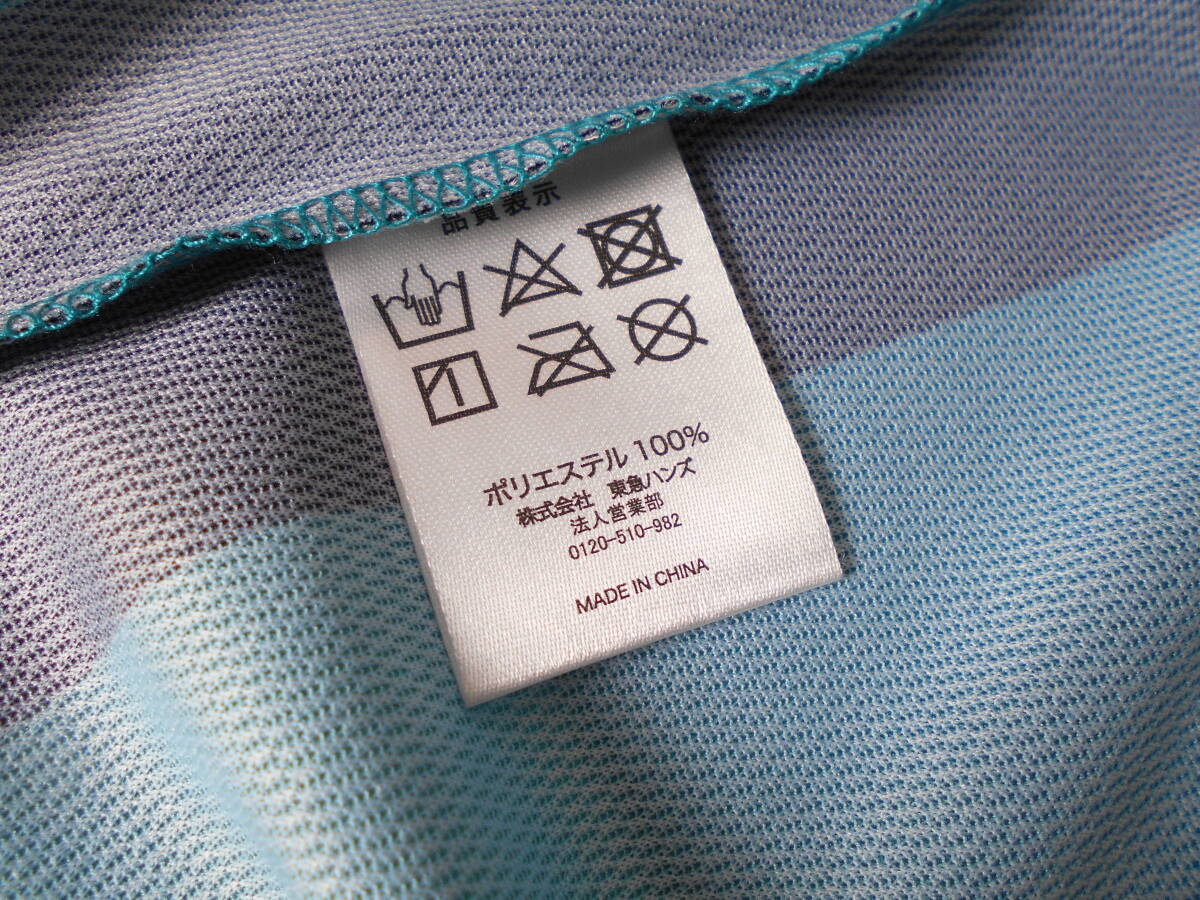 品質表示
ポリエステル 100%
株式会社 東急ハンズ
法人営業部
0120-510-982
MADE IN CHINA